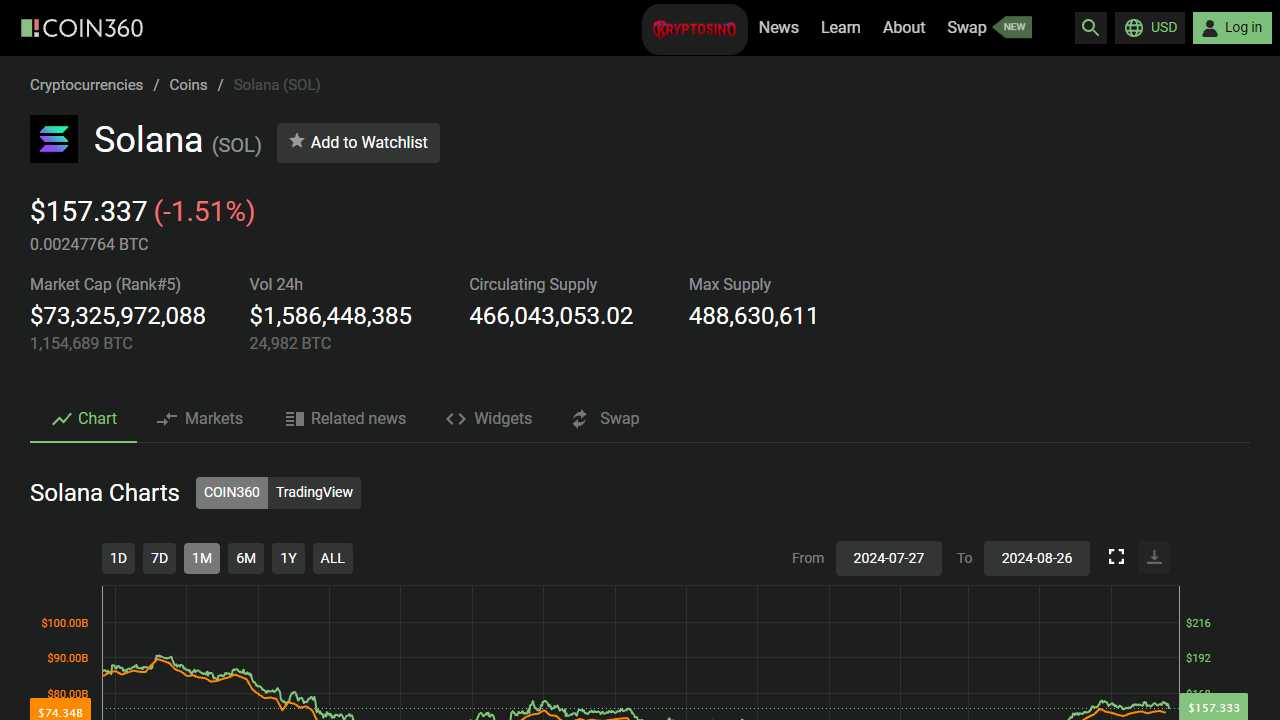 COIN360
KRYPTOSINO
News
Learn
About
Swap
NEW
USD
Log in
Cryptocurrencies / Coins / Solana (SOL)
Solana (SOL)
Add to Watchlist
$157.337 (-1.51%)
0.00247764 BTC
Market Cap (Rank#5)
$73,325,972,088
1,154,689 BTC
Vol 24h
$1,586,448,385
24,982 BTC
Circulating Supply
466,043,053.02
Max Supply
488,630,611
Chart
Markets
Related news
Widgets
Swap
Solana Charts
COIN360
TradingView
1D
7D
1M
6M
1Y
ALL
From
2024-07-27
To
2024-08-26
$100.00B
$216
$90.00B
$192
$80.00B
$168
$74.34B
$157.333